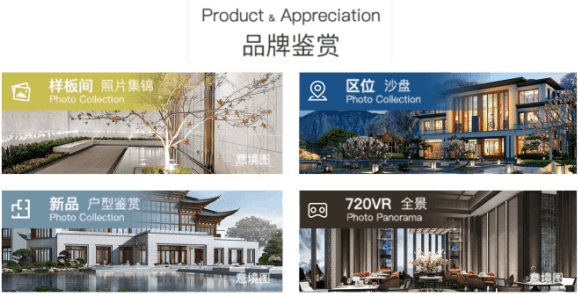 Product & Appreciation
品牌鉴赏
样板间 照片集锦
Photo Collection
意境图
区位 沙盘
Photo Collection
新品 户型鉴赏
Photo Collection
意境图
720VR 全景
Photo Panorama
意境图